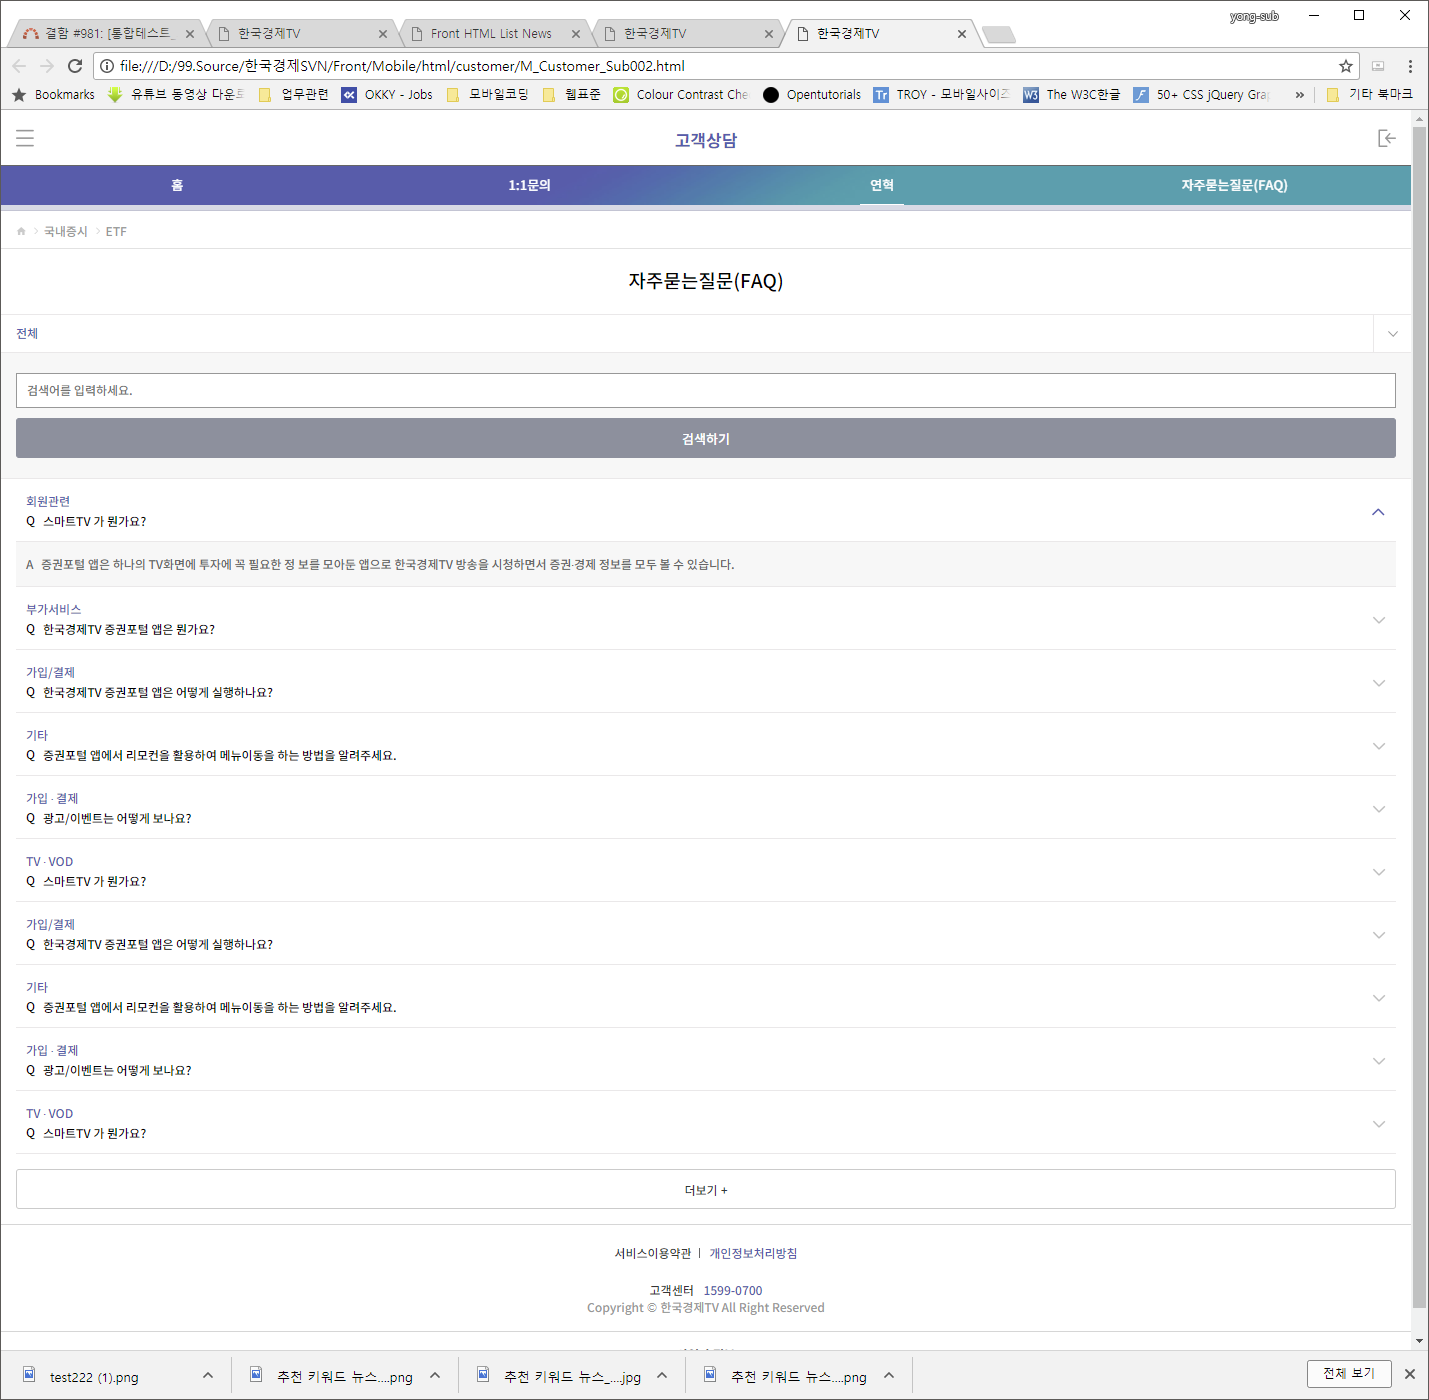 yong-sub
결함 #981: [통합테스트_
한국경제TV
Front HTML List News
한국경제TV
한국경제TV
file:///D:/99.Source/한국경제SVN/Front/Mobile/html/customer/M_Customer_Sub002.html
Bookmarks
유튜브 동영상 다운로
업무관련
OKKY - Jobs
모바일코딩
웹표준
Colour Contrast Che
Opentutorials
Tr TROY - 모바일사이즈
W3 The W3C한글
50+ CSS jQuery Gra
»
기타 북마크
고객상담
홈
1:1문의
연혁
자주묻는질문(FAQ)
국내증시
ETF
자주묻는질문(FAQ)
전체
검색어를 입력하세요.
검색하기
회원관련
Q 스마트TV 가 뭔가요?
A 증권포털 앱은 하나의 TV화면에 투자에 꼭 필요한 정 보를 모아둔 앱으로 한국경제TV 방송을 시청하면서 증권·경제 정보를 모두 볼 수 있습니다.
부가서비스
Q 한국경제TV 증권포털 앱은 뭔가요?
가입/결제
Q 한국경제TV 증권포털 앱은 어떻게 실행하나요?
기타
Q 증권포털 앱에서 리모컨을 활용하여 메뉴이동을 하는 방법을 알려주세요.
가입 · 결제
Q 광고/이벤트는 어떻게 보나요?
TV · VOD
Q 스마트TV 가 뭔가요?
가입/결제
Q 한국경제TV 증권포털 앱은 어떻게 실행하나요?
기타
Q 증권포털 앱에서 리모컨을 활용하여 메뉴이동을 하는 방법을 알려주세요.
가입 · 결제
Q 광고/이벤트는 어떻게 보나요?
TV · VOD
Q 스마트TV 가 뭔가요?
더보기 +
서비스이용약관 | 개인정보처리방침
고객센터 1599-0700
Copyright © 한국경제TV All Right Reserved
test222 (1).png
추천 키워드 뉴스....png
추천 키워드 뉴스_....jpg
추천 키워드 뉴스....png
전체 보기